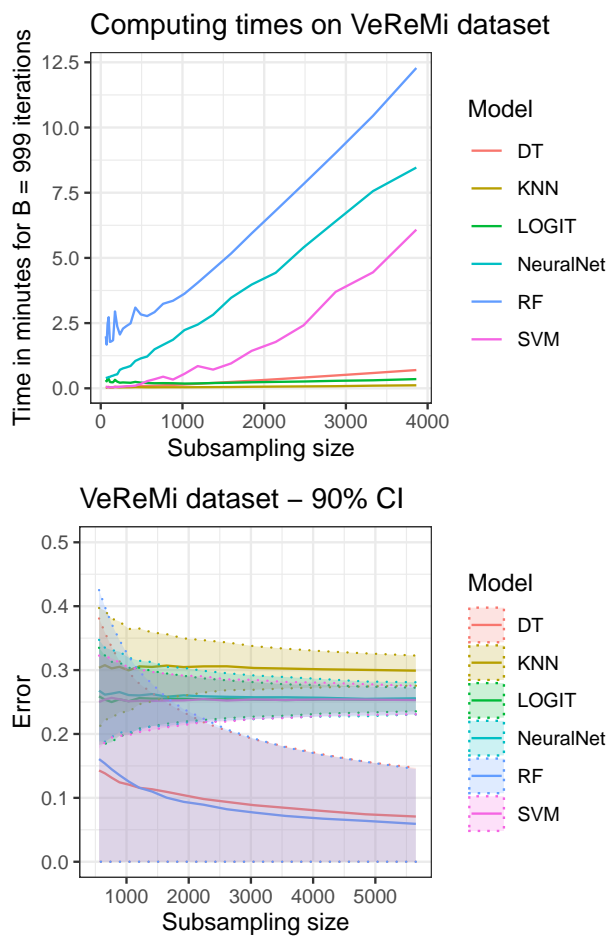 Computing times on VeReMi dataset
Time in minutes for B = 999 iterations
12.5
10.0
7.5
5.0
2.5
0.0
0
1000
2000
3000
4000
Subsampling size
Model
DT
KNN
LOGIT
NeuralNet
RF
SVM
VeReMi dataset − 90% CI
Error
0.5
0.4
0.3
0.2
0.1
0.0
1000
2000
3000
4000
5000
Subsampling size
Model
DT
KNN
LOGIT
NeuralNet
RF
SVM